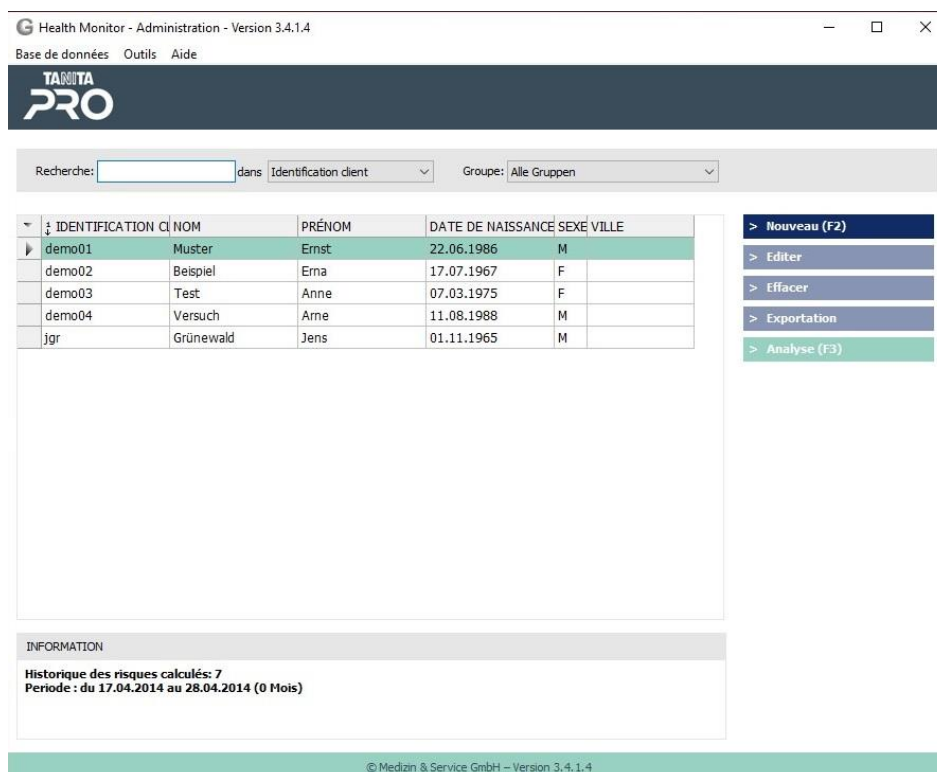 Health Monitor - Administration - Version 3.4.1.4
Base de données Outils Aide
TANITA
PRO
Recherche: dans Identification client Groupe: Alle Gruppen
IDENTIFICATION CL NOM PRÉNOM DATE DE NAISSANCE SEXE VILLE
demo01 Muster Ernst 22.06.1986 M
demo02 Beispiel Erna 17.07.1967 F
demo03 Test Anne 07.03.1975 F
demo04 Versuch Arne 11.08.1988 M
jgr Grünewald Jens 01.11.1965 M
> Nouveau (F2)
> Editer
> Effacer
> Exportation
> Analyse (F3)
INFORMATION
Historique des risques calculés: 7
Periode : du 17.04.2014 au 28.04.2014 (0 Mois)
© Medizin & Service GmbH – Version 3.4.1.4